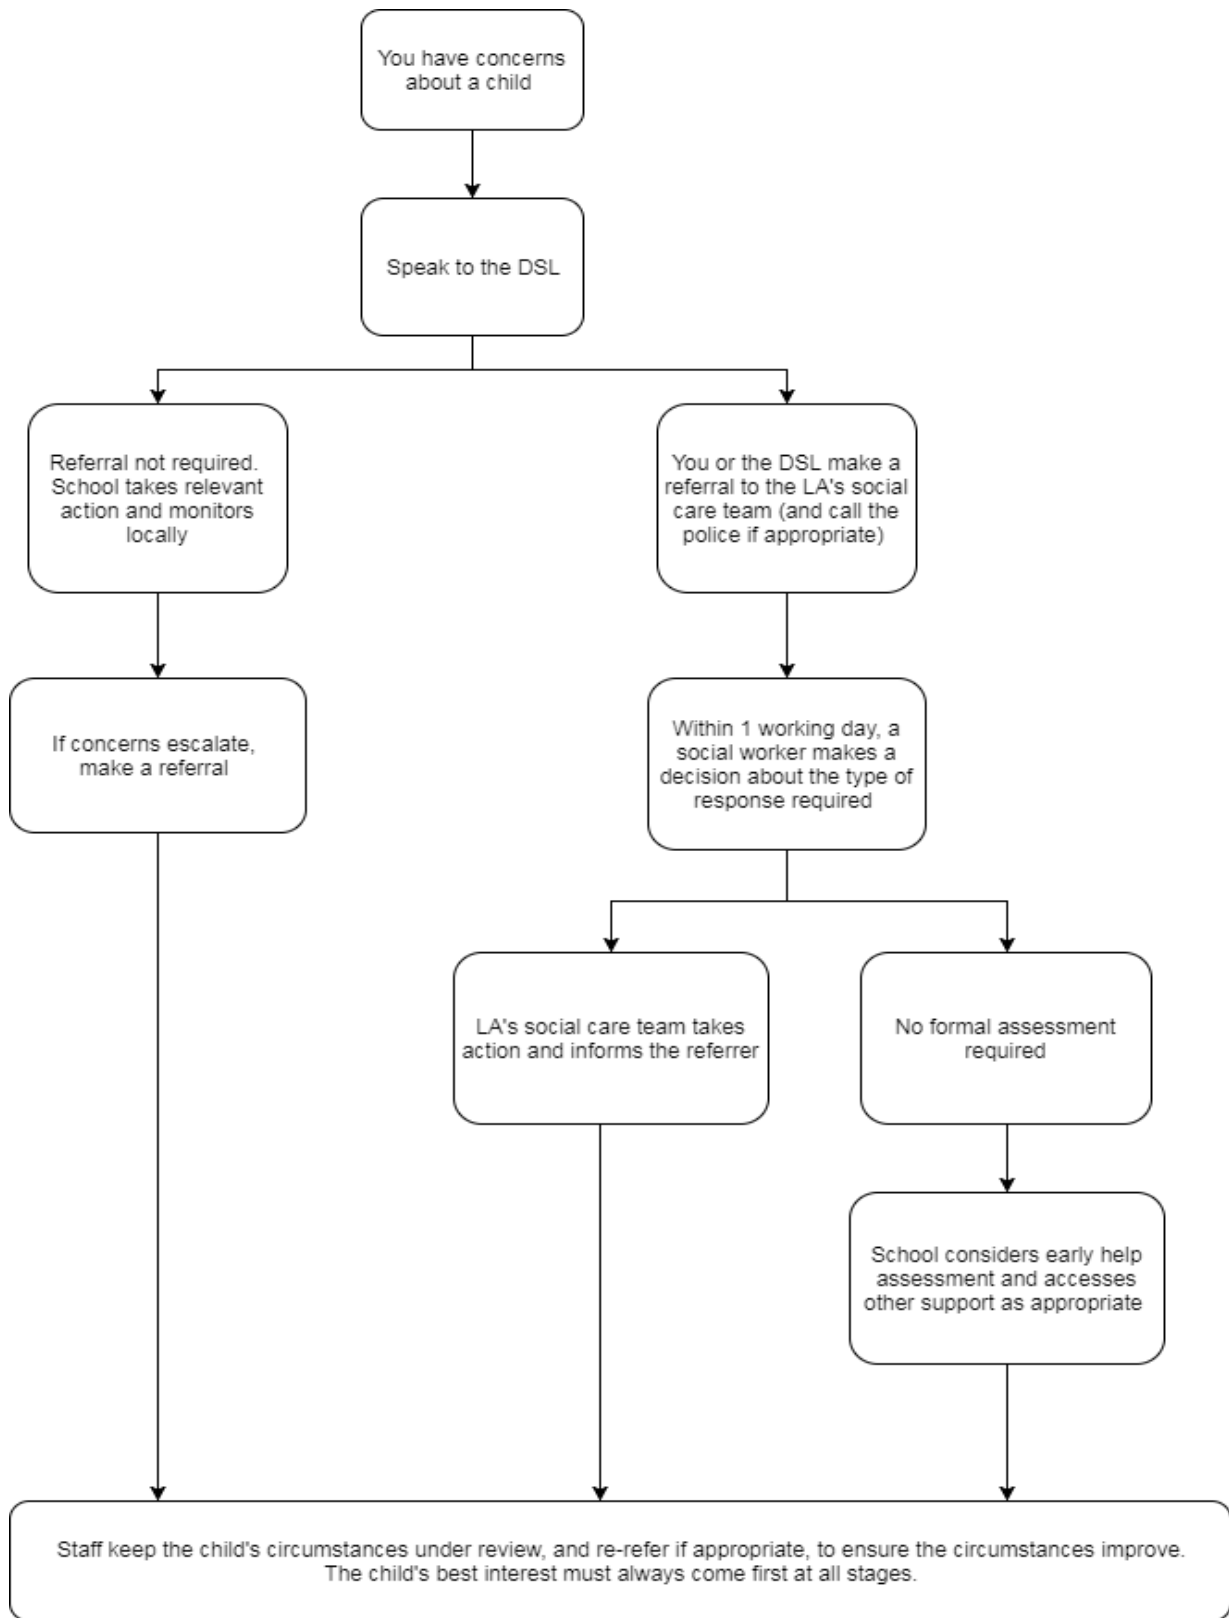 You have concerns
about a child
Speak to the DSL
Referral not required.
School takes relevant
action and monitors
locally
You or the DSL make a
referral to the LA's social
care team (and call the
police if appropriate)
If concerns escalate,
make a referral
Within 1 working day, a
social worker makes a
decision about the type of
response required
LA's social care team takes
action and informs the referrer
No formal assessment
required
School considers early help
assessment and accesses
other support as appropriate
Staff keep the child's circumstances under review, and re-refer if appropriate, to ensure the circumstances improve.
The child's best interest must always come first at all stages.